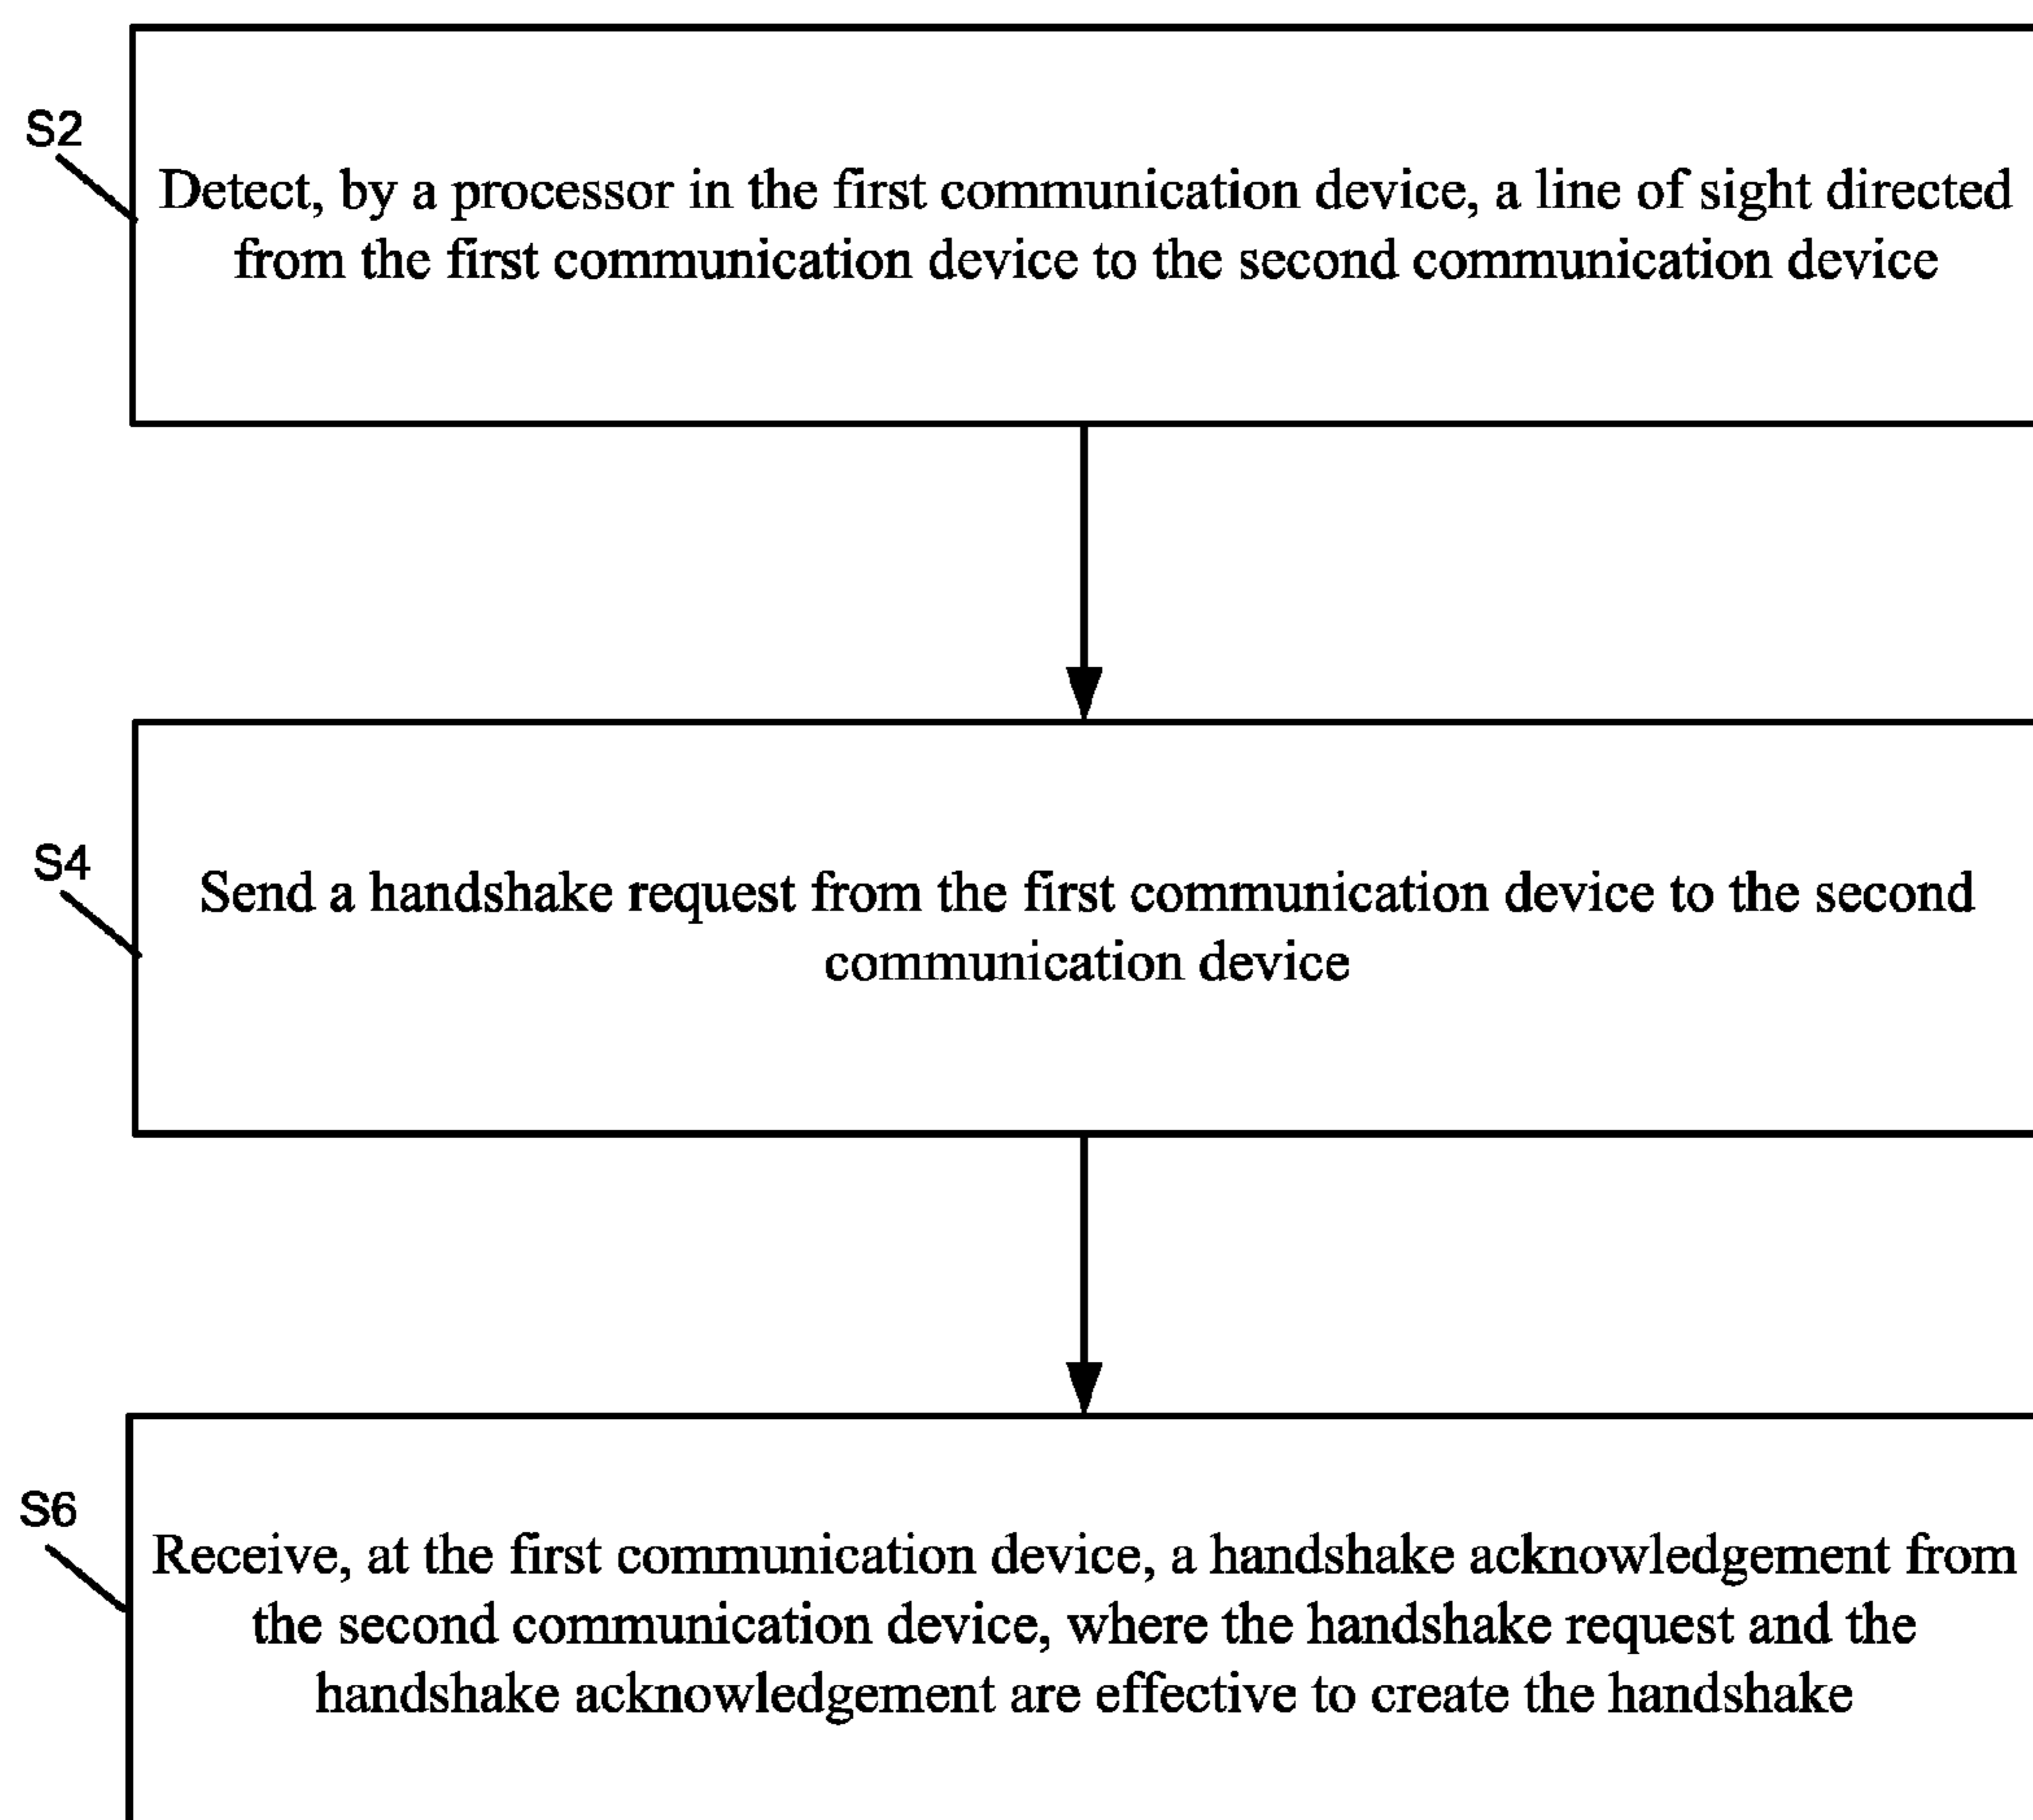 S2
Detect, by a processor in the first communication device, a line of sight directed
from the first communication device to the second communication device
S4
Send a handshake request from the first communication device to the second
communication device
S6
Receive, at the first communication device, a handshake acknowledgement from
the second communication device, where the handshake request and the
handshake acknowledgement are effective to create the handshake